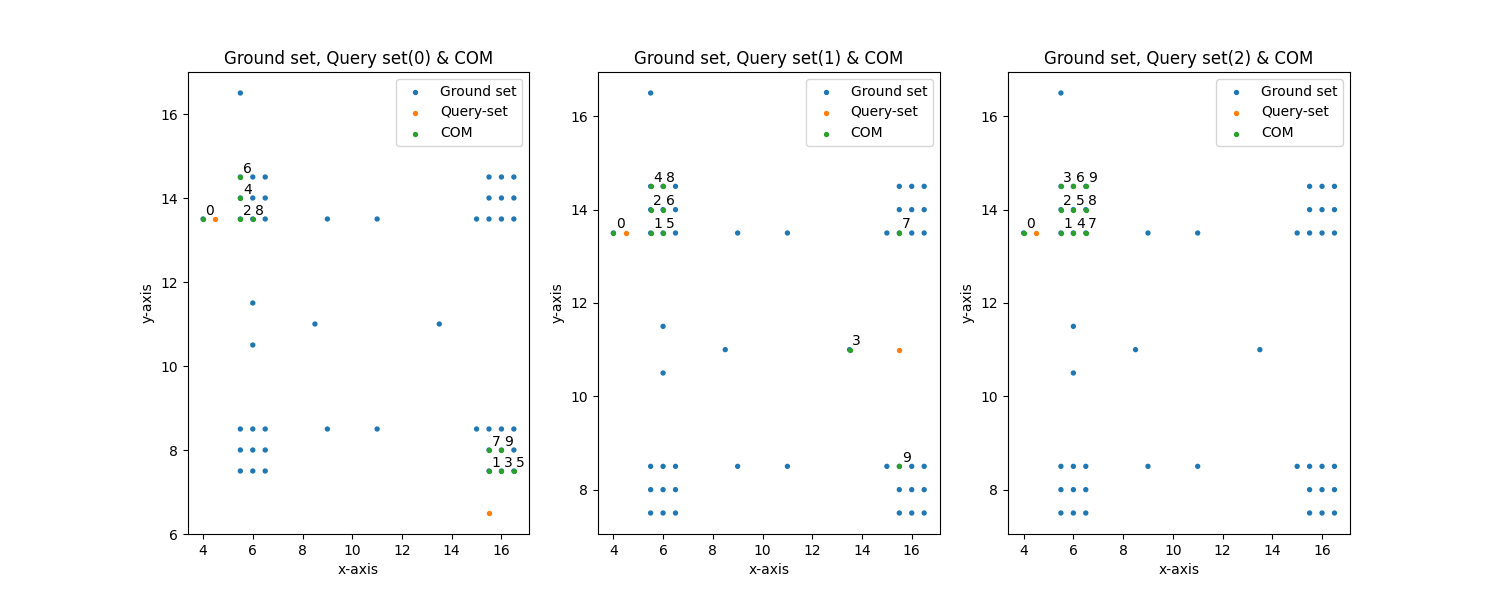 Ground set, Query set(0) & COM
Ground set
Query-set
COM
16
14
12
10
8
6
y-axis
6
4
0
2 8
7 9
1 3 5
4 6 8 10 12 14 16
x-axis
Ground set, Query set(1) & COM
Ground set
Query-set
COM
16
14
12
10
8
y-axis
4 8
2 6
0
1 5
7
3
9
4 6 8 10 12 14 16
x-axis
Ground set, Query set(2) & COM
Ground set
Query-set
COM
16
14
12
10
8
y-axis
3 6 9
2 5 8
0
1 4 7
4 6 8 10 12 14 16
x-axis